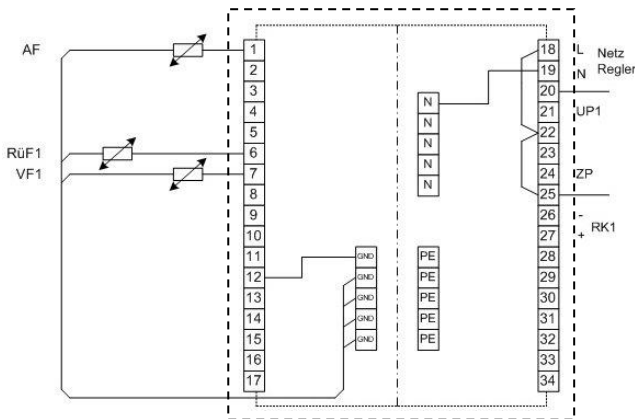 AF
RüF1
VF1
1
2
3
4
5
6
7
8
9
10
11
12
13
14
15
16
17
GND
GND
GND
GND
GND
N
N
N
N
N
PE
PE
PE
PE
PE
18
19
20
21
22
23
24
25
26
27
28
29
30
31
32
33
34
L Netz
N Regler
UP1
ZP
-
+ RK1